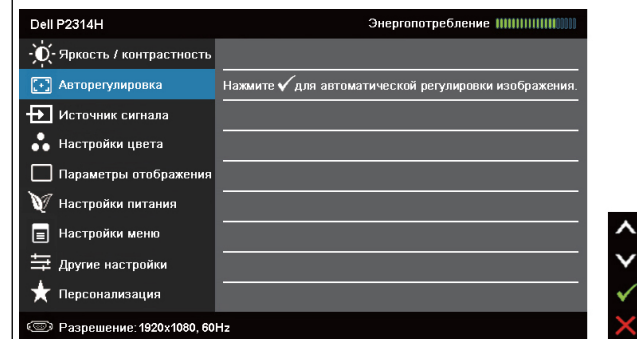 Dell P2314H Энергопотребление
Яркость / контрастность
Авторегулировка Нажмите ✓ для автоматической регулировки изображения.
Источник сигнала
Настройки цвета
Параметры отображения
Настройки питания
Настройки меню
Другие настройки
Персонализация
Разрешение: 1920x1080, 60Hz